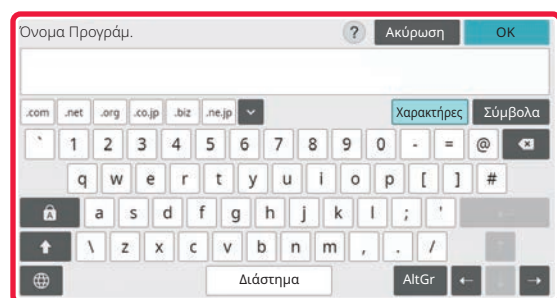 Όνομα Προγράμ. ? Ακύρωση OK
.com .net .org .co.jp .biz .ne.jp Χαρακτήρες Σύμβολα
` 1 2 3 4 5 6 7 8 9 0 - = @
q w e r t y u i o p [ ] #
a s d f g h j k l ; '
\ z x c v b n m , . /
Διάστημα AltGr ← ↓ →